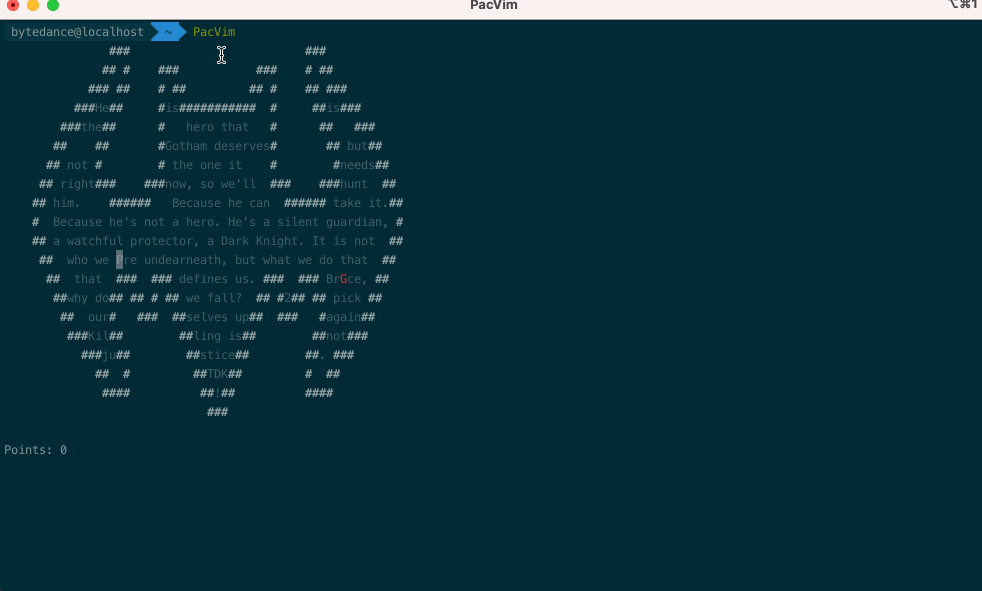 PacVim
⌥⌘1
bytedance@localhost ~ PacVim
###                         ###
## #    ###           ###    # ##
### ##    # ##         ## #    ## ###
###He##     #is########### #     ##is###
###the##      #   hero that   #      ##   ###
##    ##       #Gotham deserves#       ## but##
## not #        # the one it    #        #needs##
## right###    ###now, so we'll  ###    ###hunt  ##
## him.    ######   Because he can  ###### take it.##
#  Because he's not a hero. He's a silent guardian, #
## a watchful protector, a Dark Knight. It is not  ##
##  who we Pre undearneath, but what we do that  ##
##  that  ###  ### defines us. ###  ### BrGce, ##
##why do## ## # ## we fall?  ## #2## ## pick ##
##  our#   ###  ##selves up##  ###   #again##
###Kil##        ##ling is##        ##not###
###ju##        ##stice##        ##. ###
##  #         ##TDK##         #  ##
####          ##!##          ####
###
Points: 0